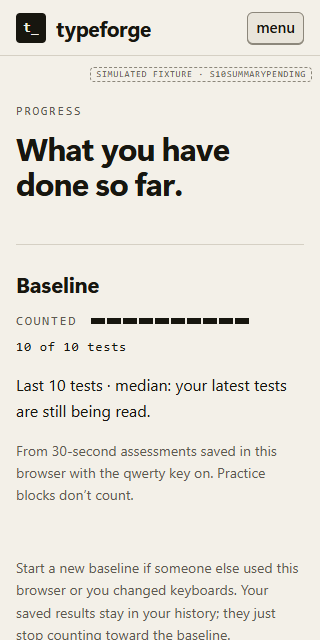 t_ typeforge menu
SIMULATED FIXTURE · S10SUMMARYPENDING
PROGRESS
What you have
done so far.
Baseline
COUNTED
10 of 10 tests
Last 10 tests · median: your latest tests
are still being read.
From 30-second assessments saved in this
browser with the qwerty key on. Practice
blocks don’t count.
Start a new baseline if someone else used this
browser or you changed keyboards. Your
saved results stay in your history; they just
stop counting toward the baseline.